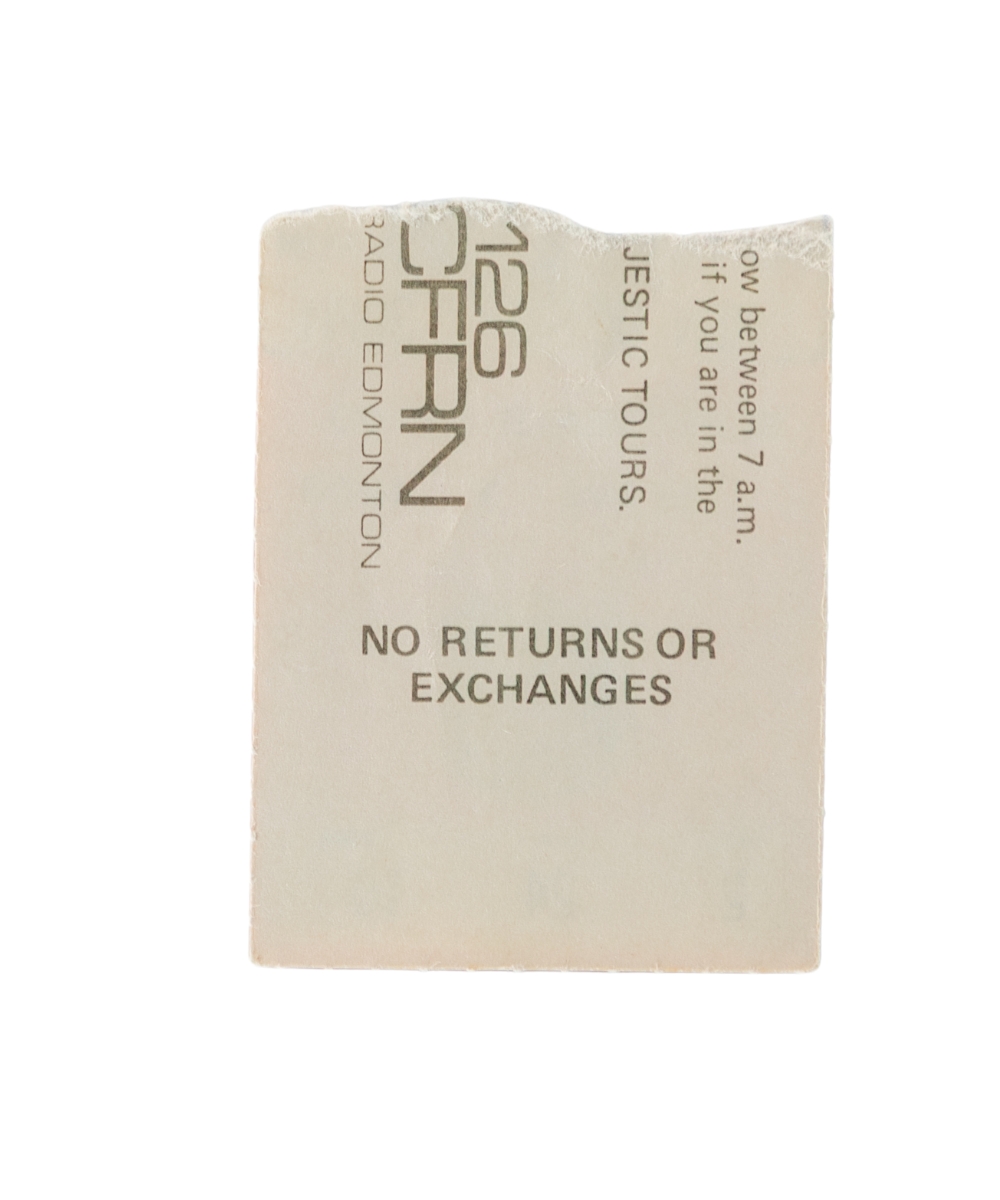 ow between 7 a.m.
if you are in the
JESTIC TOURS.
126
CFRN
RADIO EDMONTON
NO RETURNS OR
EXCHANGES